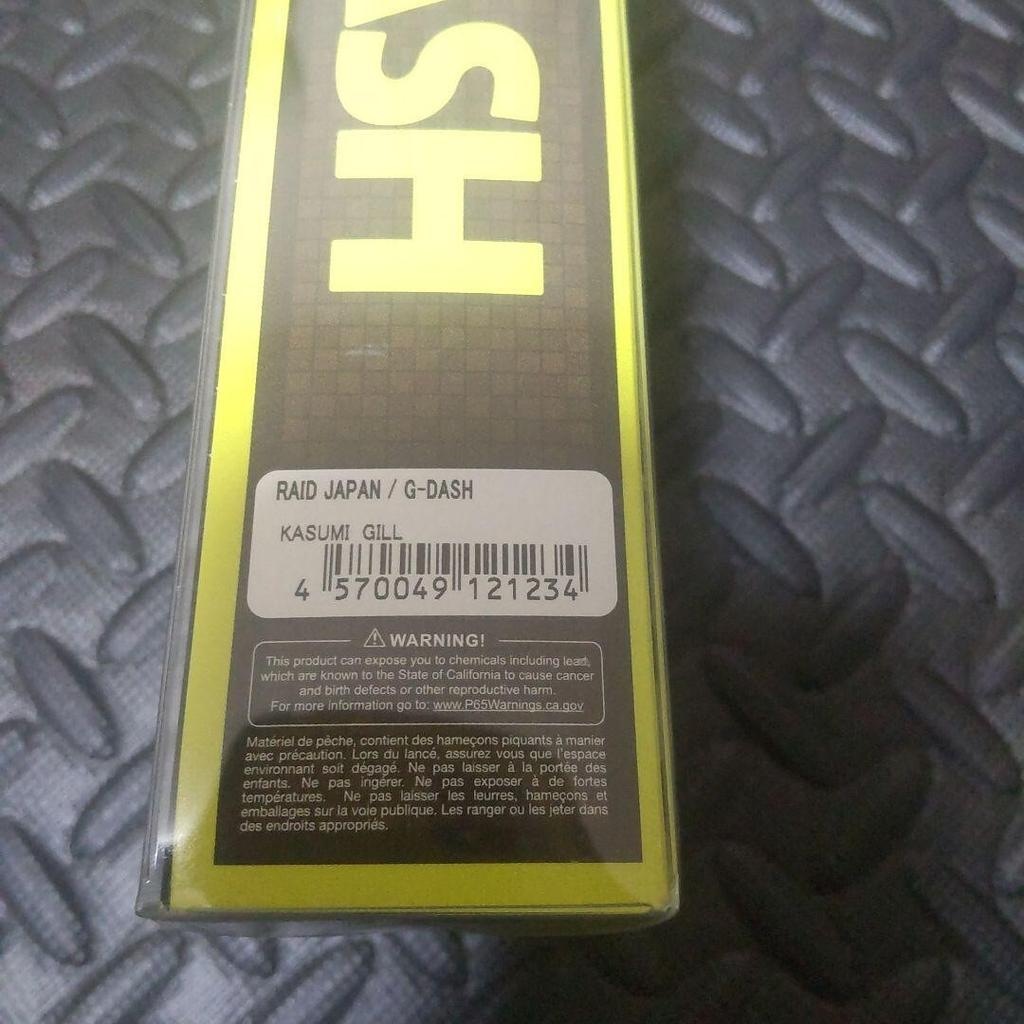 HS
RAID JAPAN / G-DASH
KASUMI GILL
4 570049 121234
⚠ WARNING!
This product can expose you to chemicals including lead,
which are known to the State of California to cause cancer
and birth defects or other reproductive harm.
For more information go to: www.P65Warnings.ca.gov
Matériel de pêche, contient des hameçons piquants à manier
avec précaution. Lors du lancé, assurez vous que l'espace
environnant soit dégagé. Ne pas laisser à la portée des
enfants. Ne pas ingérer. Ne pas exposer à de fortes
températures. Ne pas laisser les leurres, hameçons et
emballages sur la voie publique. Les ranger ou les jeter dans
des endroits appropriés.